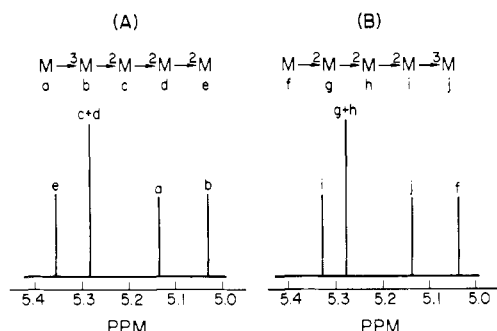 (A)
M→³M→²M→²M→²M
a b c d e
c+d
e
a
b
5.4 5.3 5.2 5.1 5.0
PPM
(B)
M→²M→²M→²M→³M
f g h i j
g+h
i
j
f
5.4 5.3 5.2 5.1 5.0
PPM